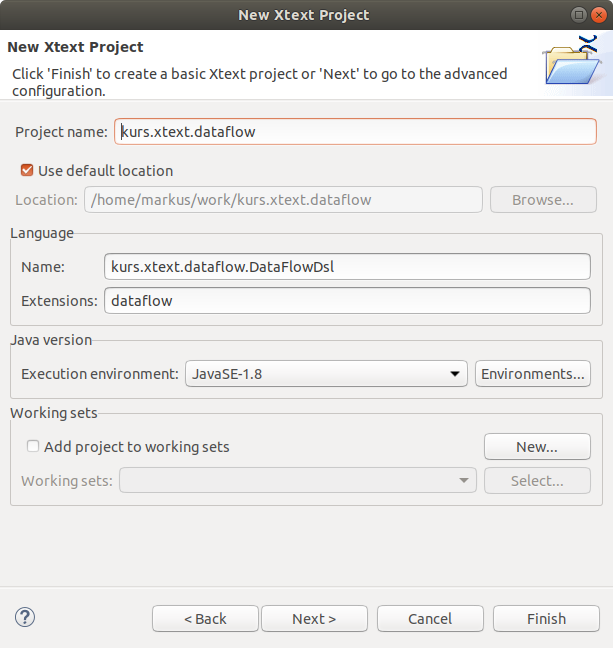 New Xtext Project
New Xtext Project
Click 'Finish' to create a basic Xtext project or 'Next' to go to the advanced
configuration.
Project name: kurs.xtext.dataflow
Use default location
Location: /home/markus/work/kurs.xtext.dataflow Browse...
Language
Name: kurs.xtext.dataflow.DataFlowDsl
Extensions: dataflow
Java version
Execution environment: JavaSE-1.8 Environments...
Working sets
Add project to working sets New...
Working sets: Select...
? < Back Next > Cancel Finish